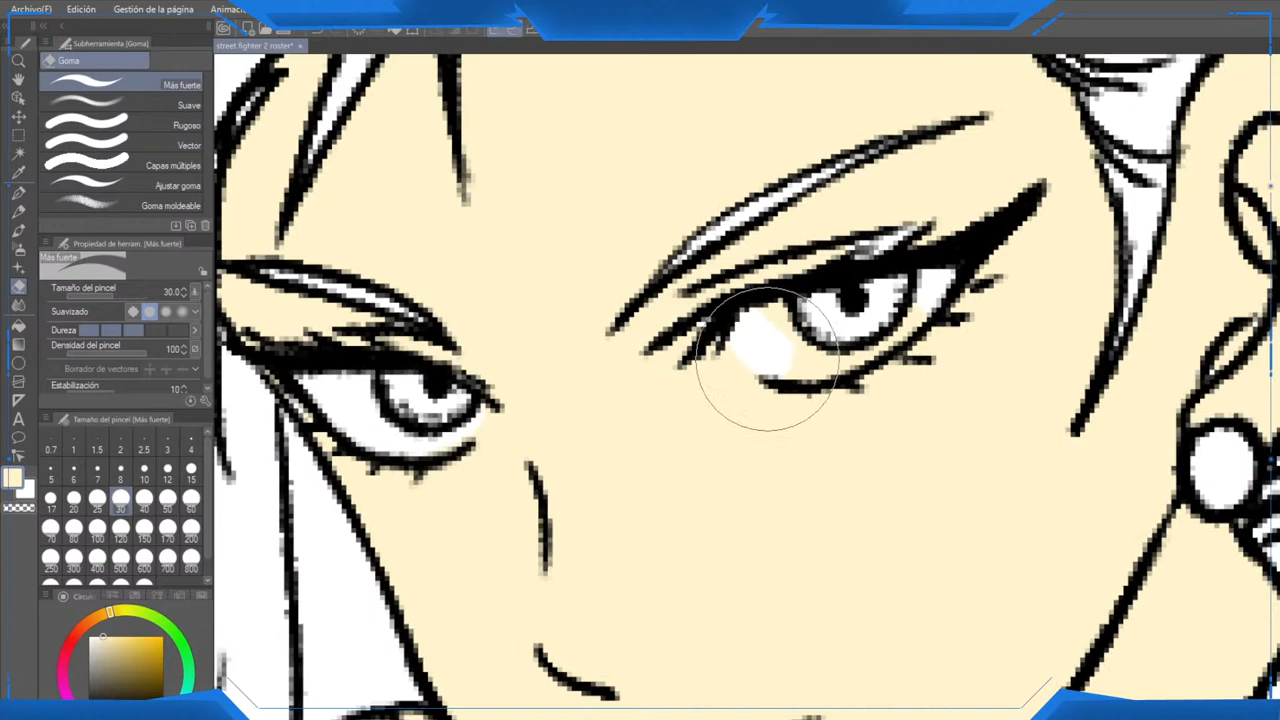 Archivo(F) Edición Gestión de la página Animación
Subherramienta [Goma]
street fighter 2 roster*
Goma
Más fuerte
Suave
Rugoso
Vector
Capas múltiples
Ajustar goma
Goma moldeable
Propiedad de herram. [Más fuerte]
Más fuerte
Tamaño del pincel 30.0
Suavizado
Dureza
Densidad del pincel 100
Borrador de vectores
Estabilización 10
Tamaño del pincel [Más fuerte]
0.7 1 1.5 2 2.5 3 4
5 6 7 8 10 12 15
17 20 25 30 40 50 60
70 80 100 120 150 170 200
250 300 400 500 600 700 800